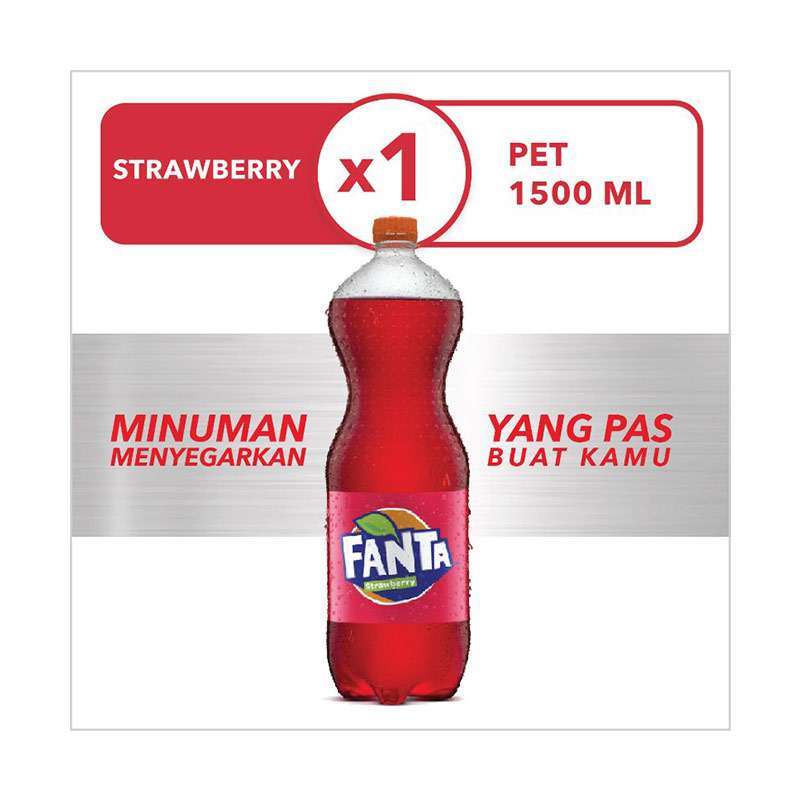 STRAWBERRY
x1
PET
1500 ML
MINUMAN
MENYEGARKAN
YANG PAS
BUAT KAMU
FANTA
Strawberry